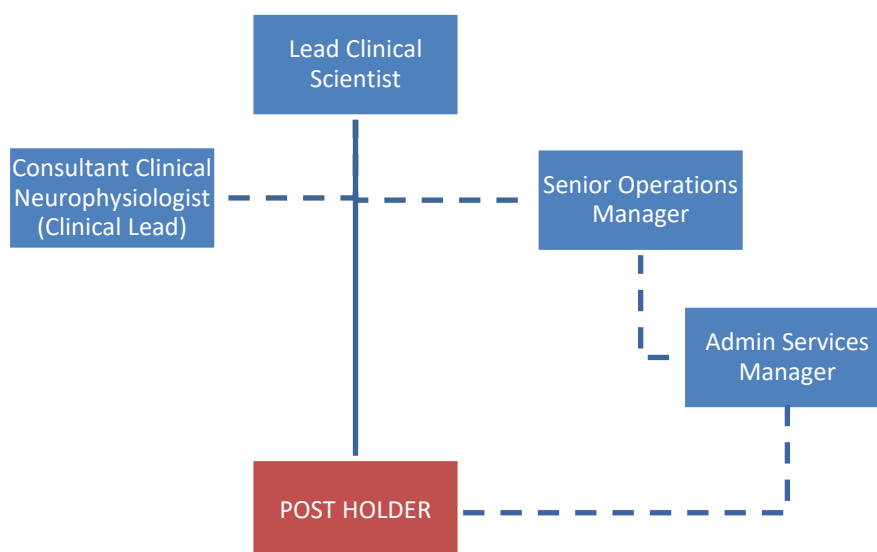 Lead Clinical
Scientist
Consultant Clinical
Neurophysiologist
(Clinical Lead)
Senior Operations
Manager
Admin Services
Manager
POST HOLDER